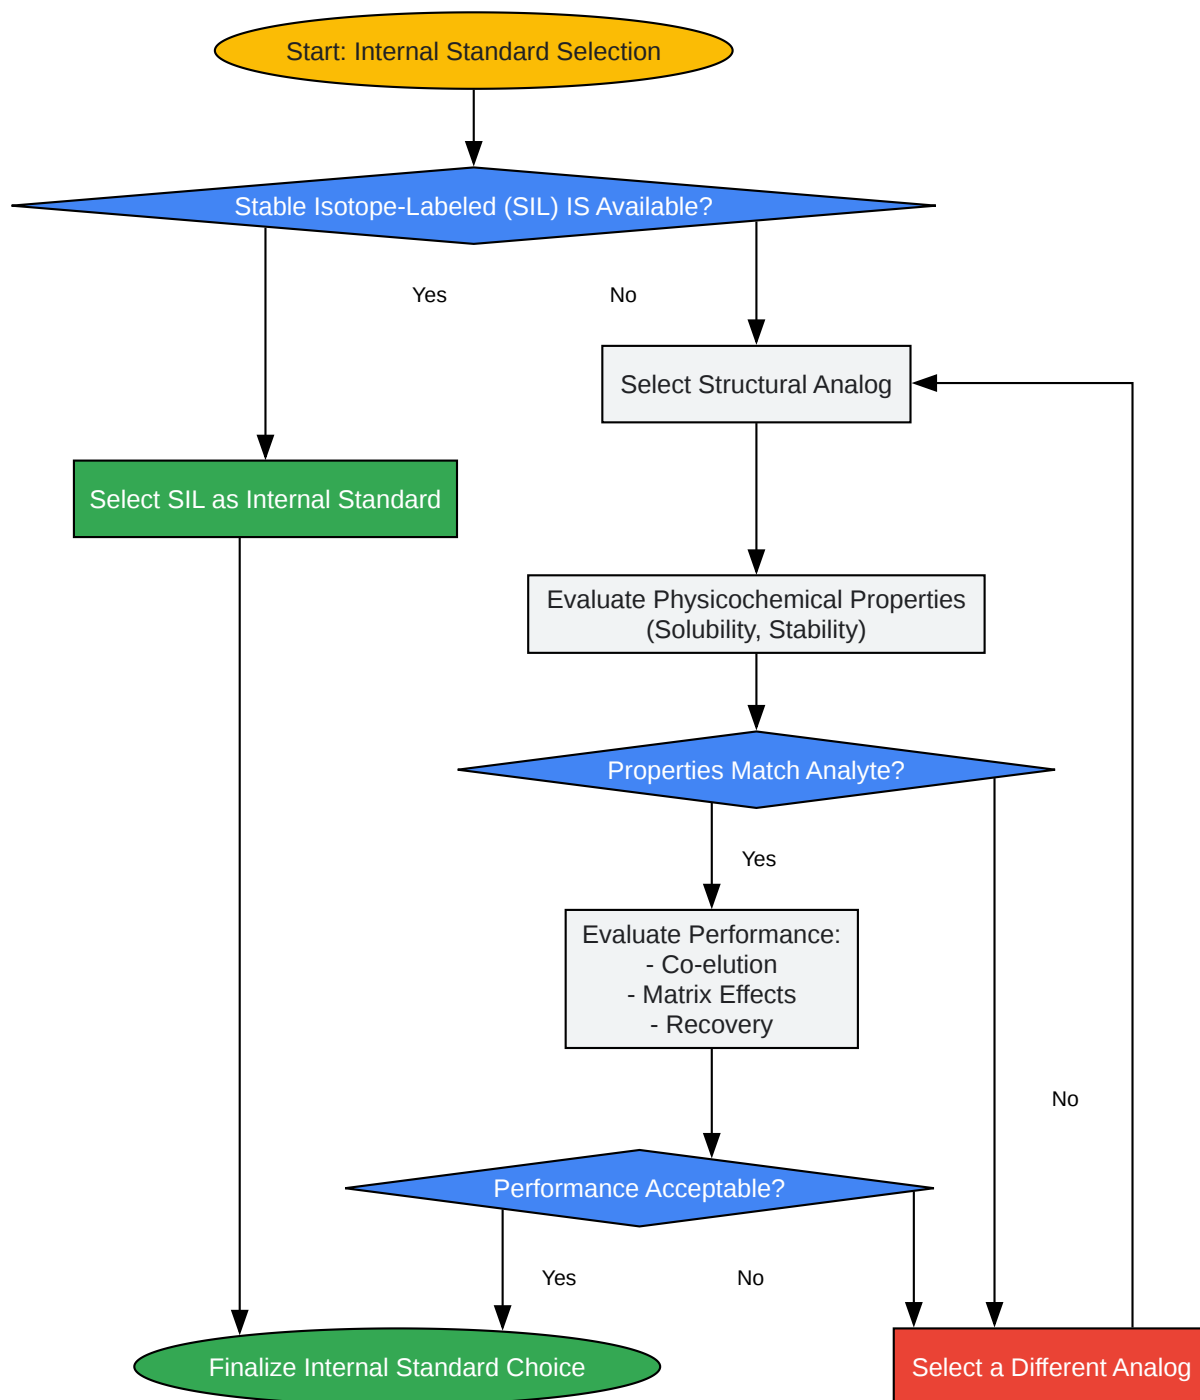 Start: Internal Standard Selection
Stable Isotope-Labeled (SIL) IS Available?
Yes
No
Select Structural Analog
Select SIL as Internal Standard
Evaluate Physicochemical Properties
(Solubility, Stability)
Properties Match Analyte?
Yes
Evaluate Performance:
- Co-elution
- Matrix Effects
- Recovery
No
Performance Acceptable?
Yes
No
Finalize Internal Standard Choice
Select a Different Analog